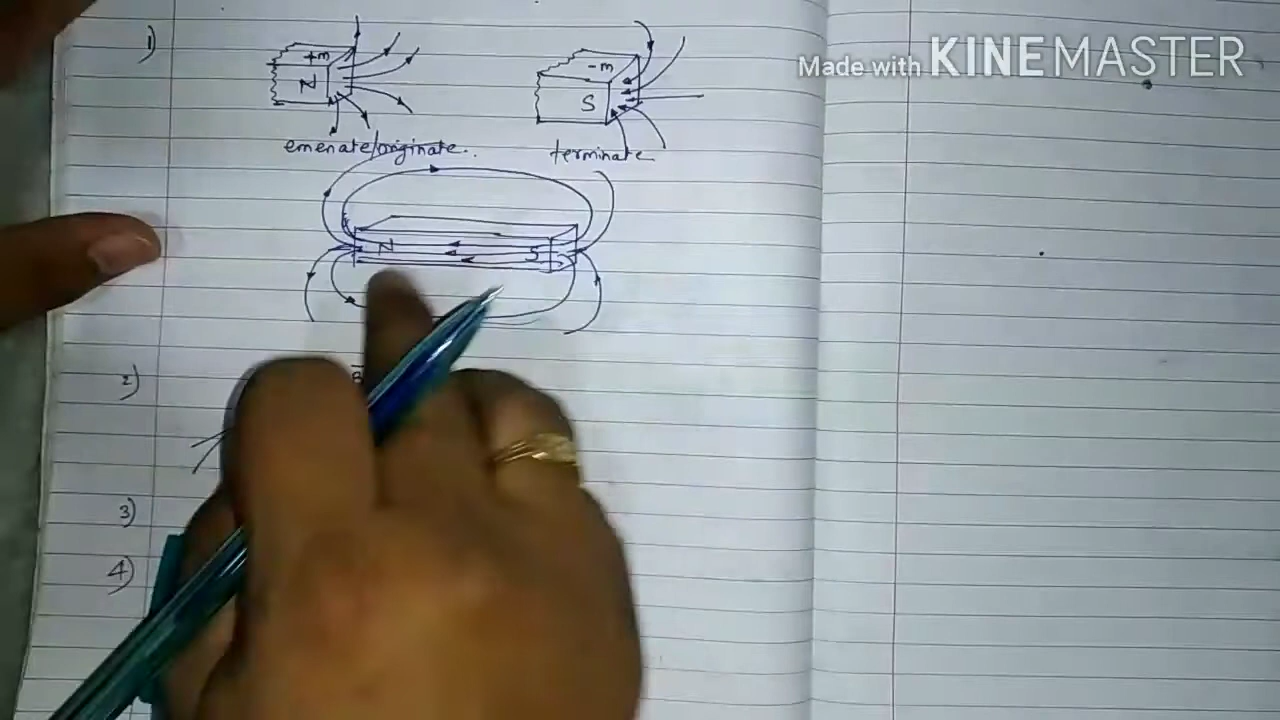 1)
+m
N
-m
S
emenate/originate.
terminate
N
S
2)
3)
4)
Made with KINEMASTER